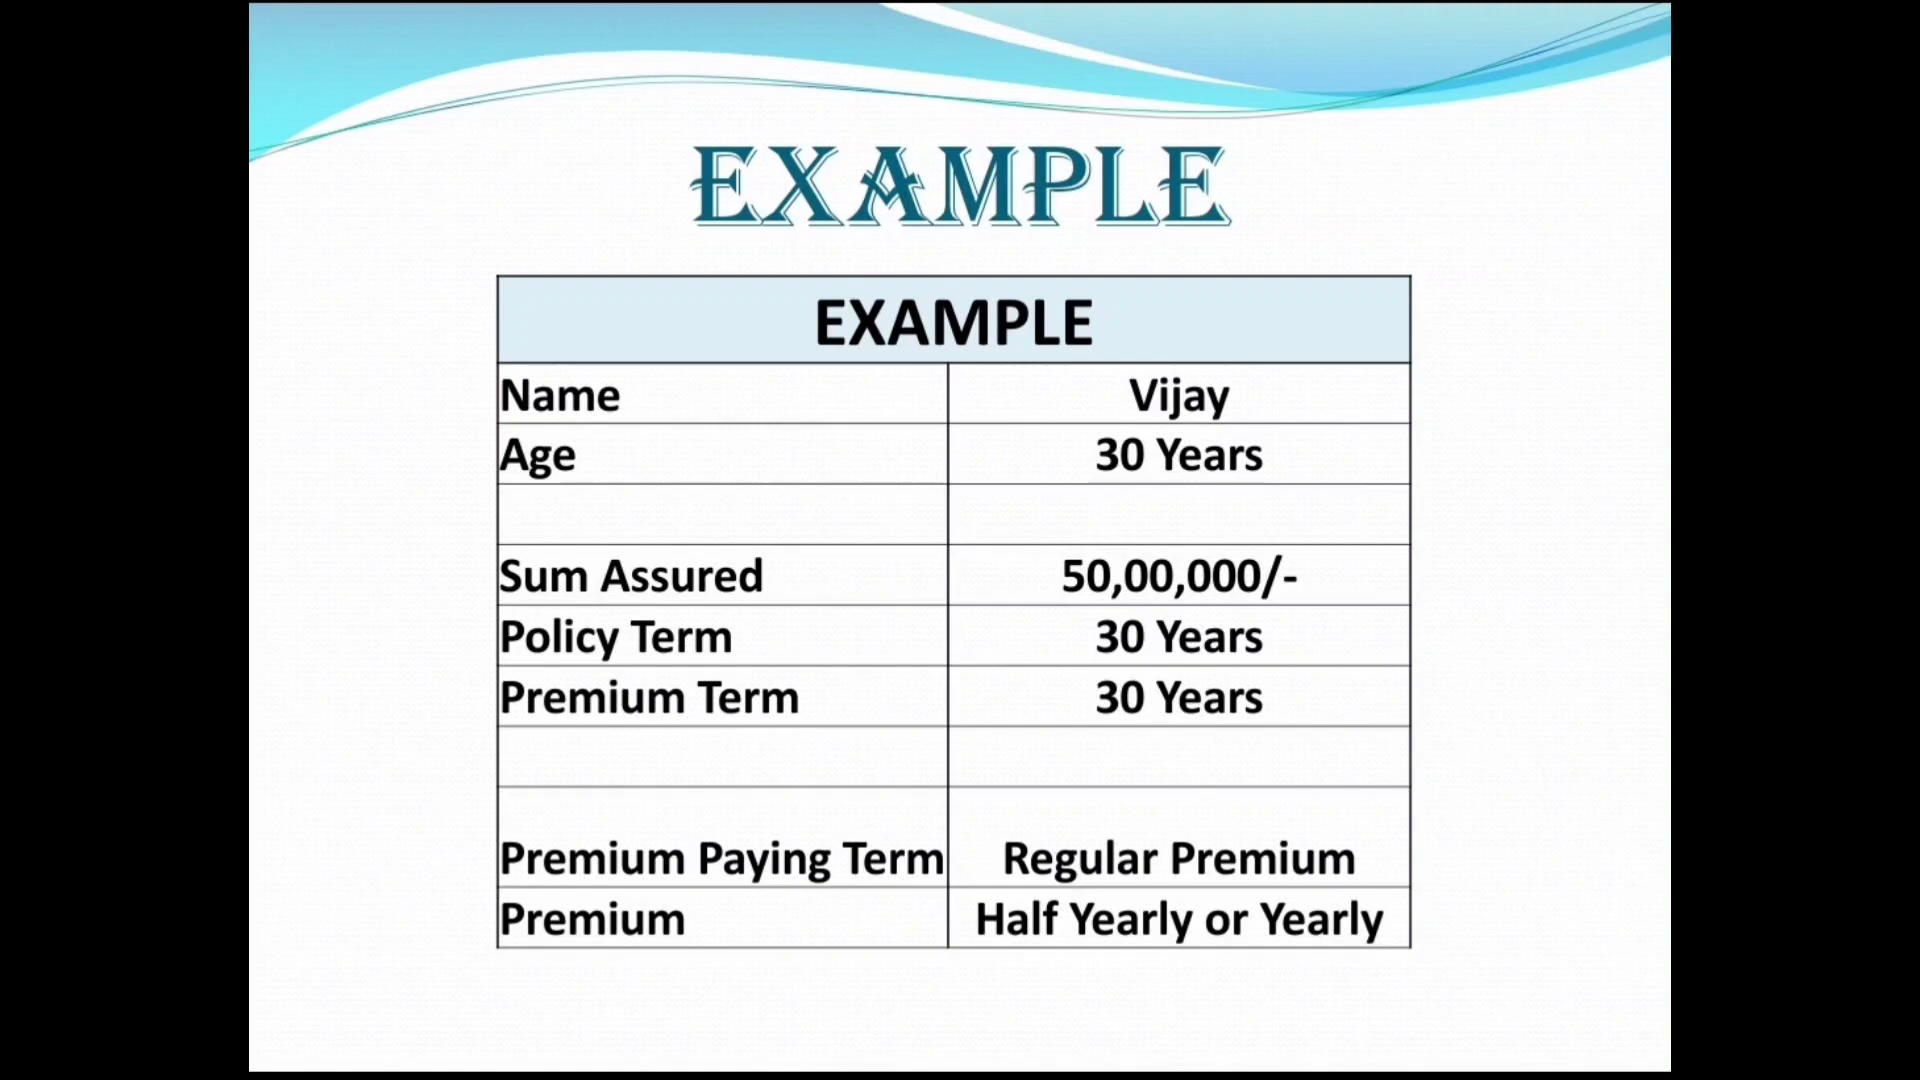 EXAMPLE
EXAMPLE
Name Vijay
Age 30 Years
Sum Assured 50,00,000/-
Policy Term 30 Years
Premium Term 30 Years
Premium Paying Term Regular Premium
Premium Half Yearly or Yearly